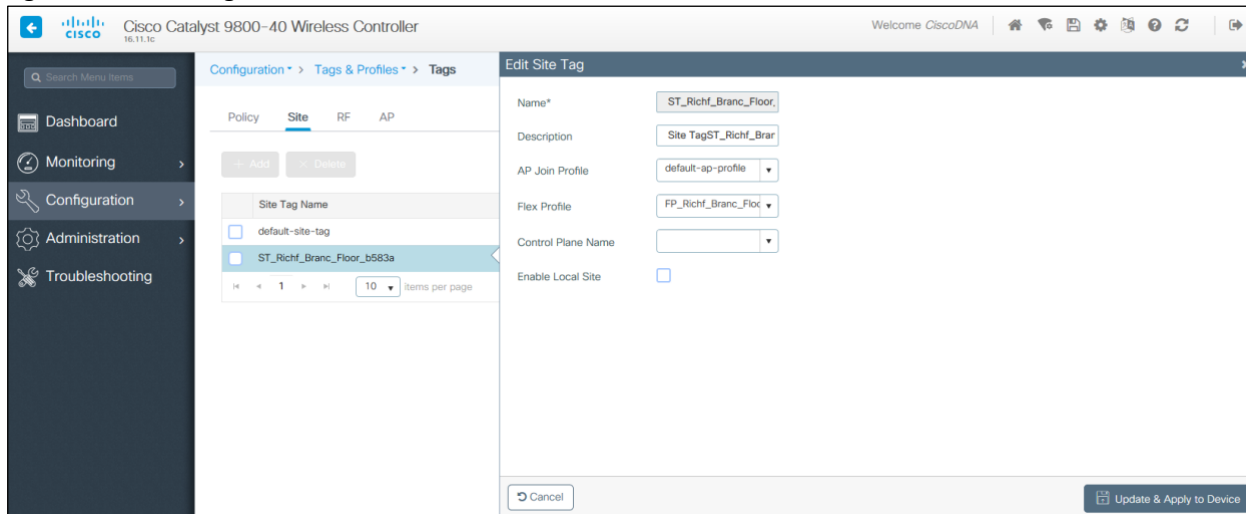 CISCO
Cisco Catalyst 9800-40 Wireless Controller
16.11.1c
Welcome CiscoDNA
Search Menu Items
Dashboard
Monitoring
Configuration
Administration
Troubleshooting
Configuration > Tags & Profiles > Tags
Policy Site RF AP
+ Add × Delete
Site Tag Name
default-site-tag
ST_Richf_Branc_Floor_b583a
1 10 items per page
Edit Site Tag
Name* ST_Richf_Branc_Floor_
Description Site TagST_Richf_Bran
AP Join Profile default-ap-profile
Flex Profile FP_Richf_Branc_Floo
Control Plane Name
Enable Local Site
Cancel
Update & Apply to Device